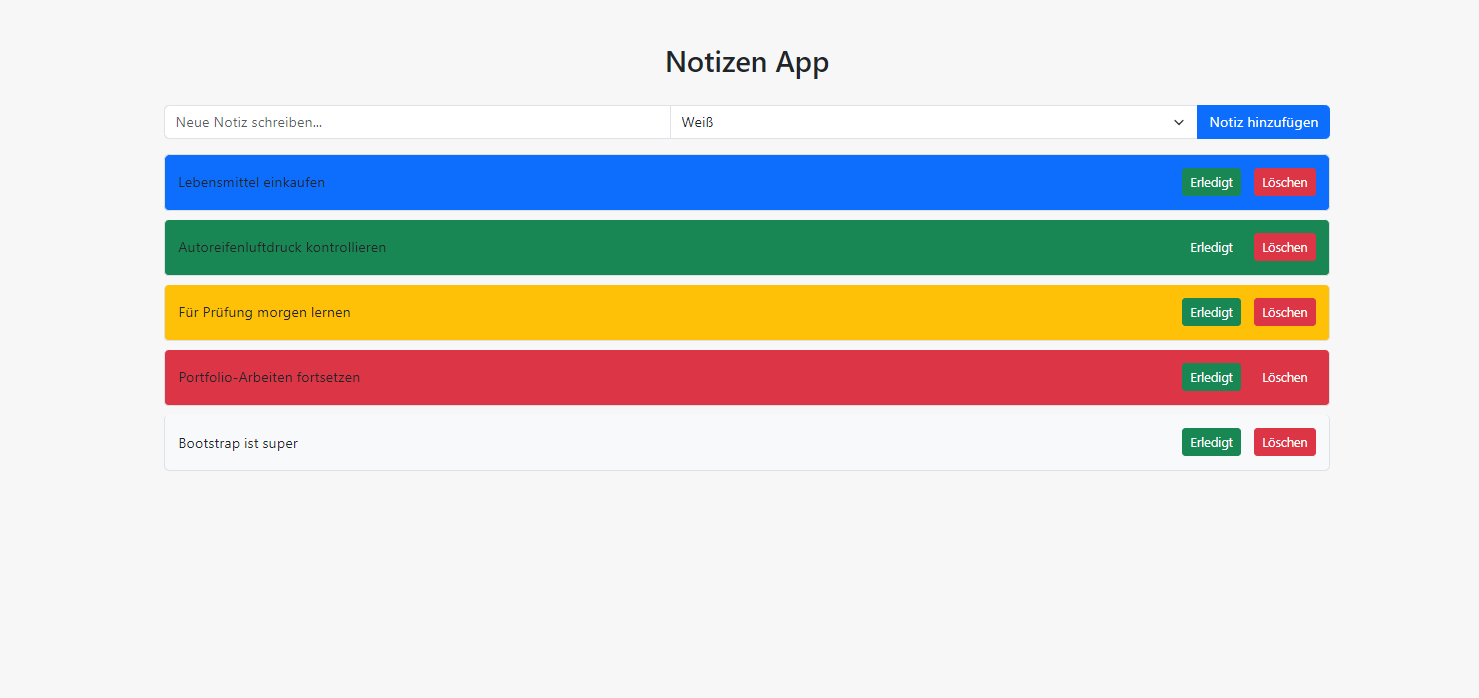 Notizen App
Neue Notiz schreiben... Weiß Notiz hinzufügen
Lebensmittel einkaufen Erledigt Löschen
Autoreifenluftdruck kontrollieren Erledigt Löschen
Für Prüfung morgen lernen Erledigt Löschen
Portfolio-Arbeiten fortsetzen Erledigt Löschen
Bootstrap ist super Erledigt Löschen